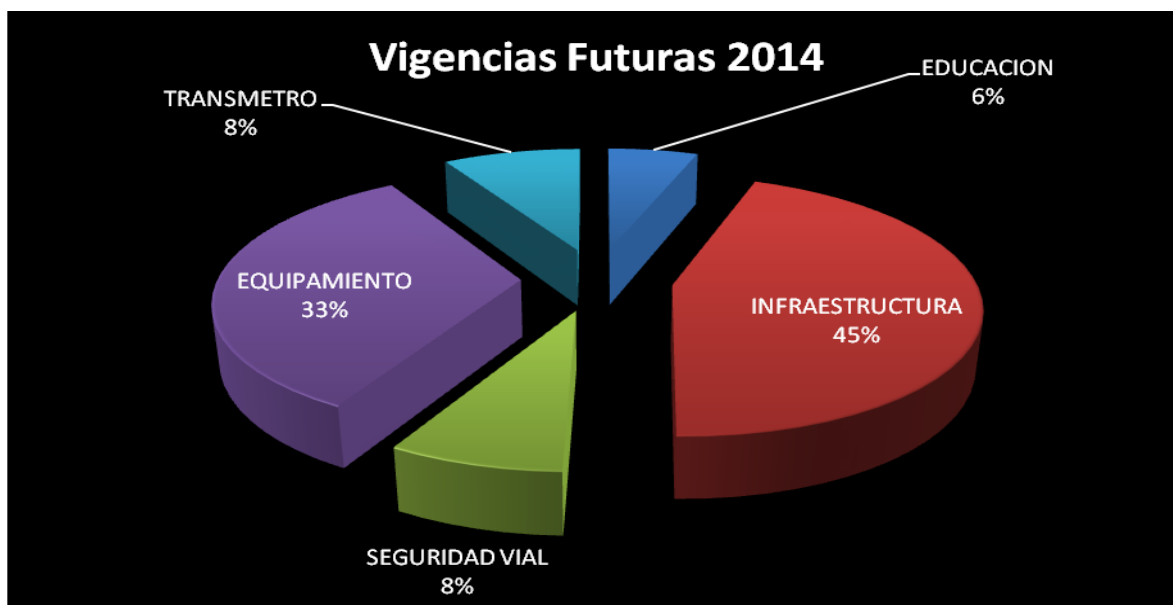 Vigencias Futuras 2014
EDUCACION
6%
TRANSMETRO
8%
EQUIPAMIENTO
33%
INFRAESTRUCTURA
45%
SEGURIDAD VIAL
8%